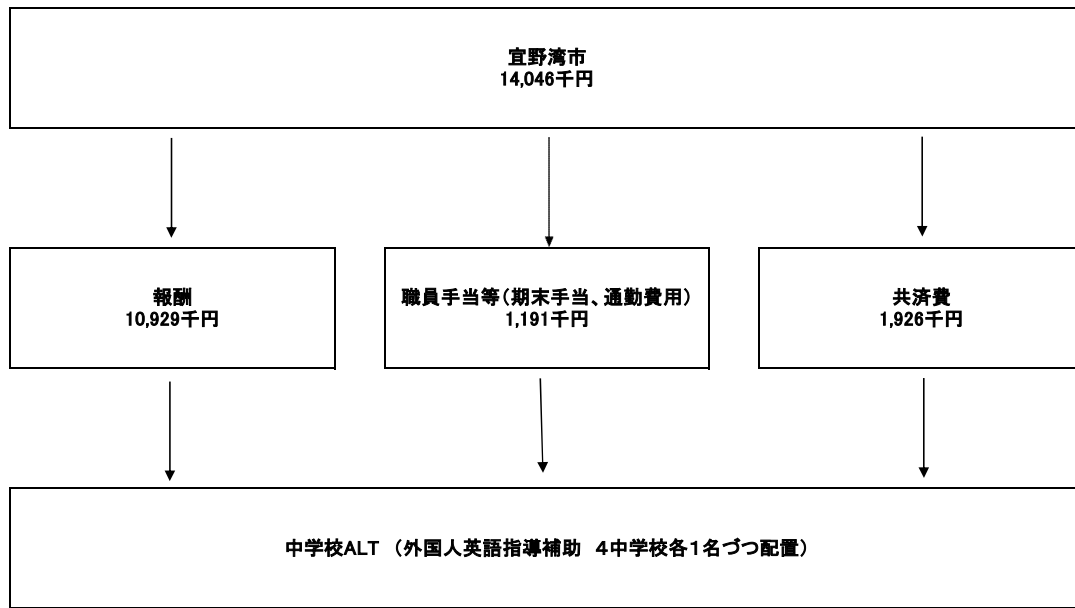 宜野湾市
14,046千円
報酬
10,929千円
職員手当等（期末手当、通勤費用）
1,191千円
共済費
1,926千円
中学校ALT （外国人英語指導補助　４中学校各１名づつ配置）